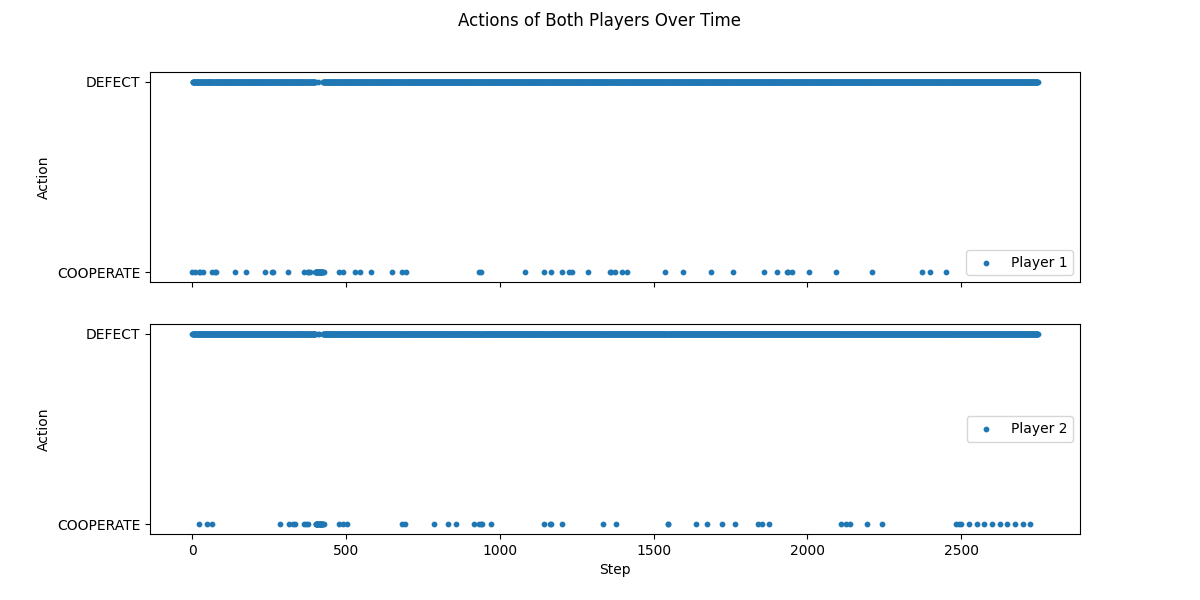 Actions of Both Players Over Time
DEFECT
Action
COOPERATE
Player 1
DEFECT
Action
Player 2
COOPERATE
0 500 1000 1500 2000 2500
Step